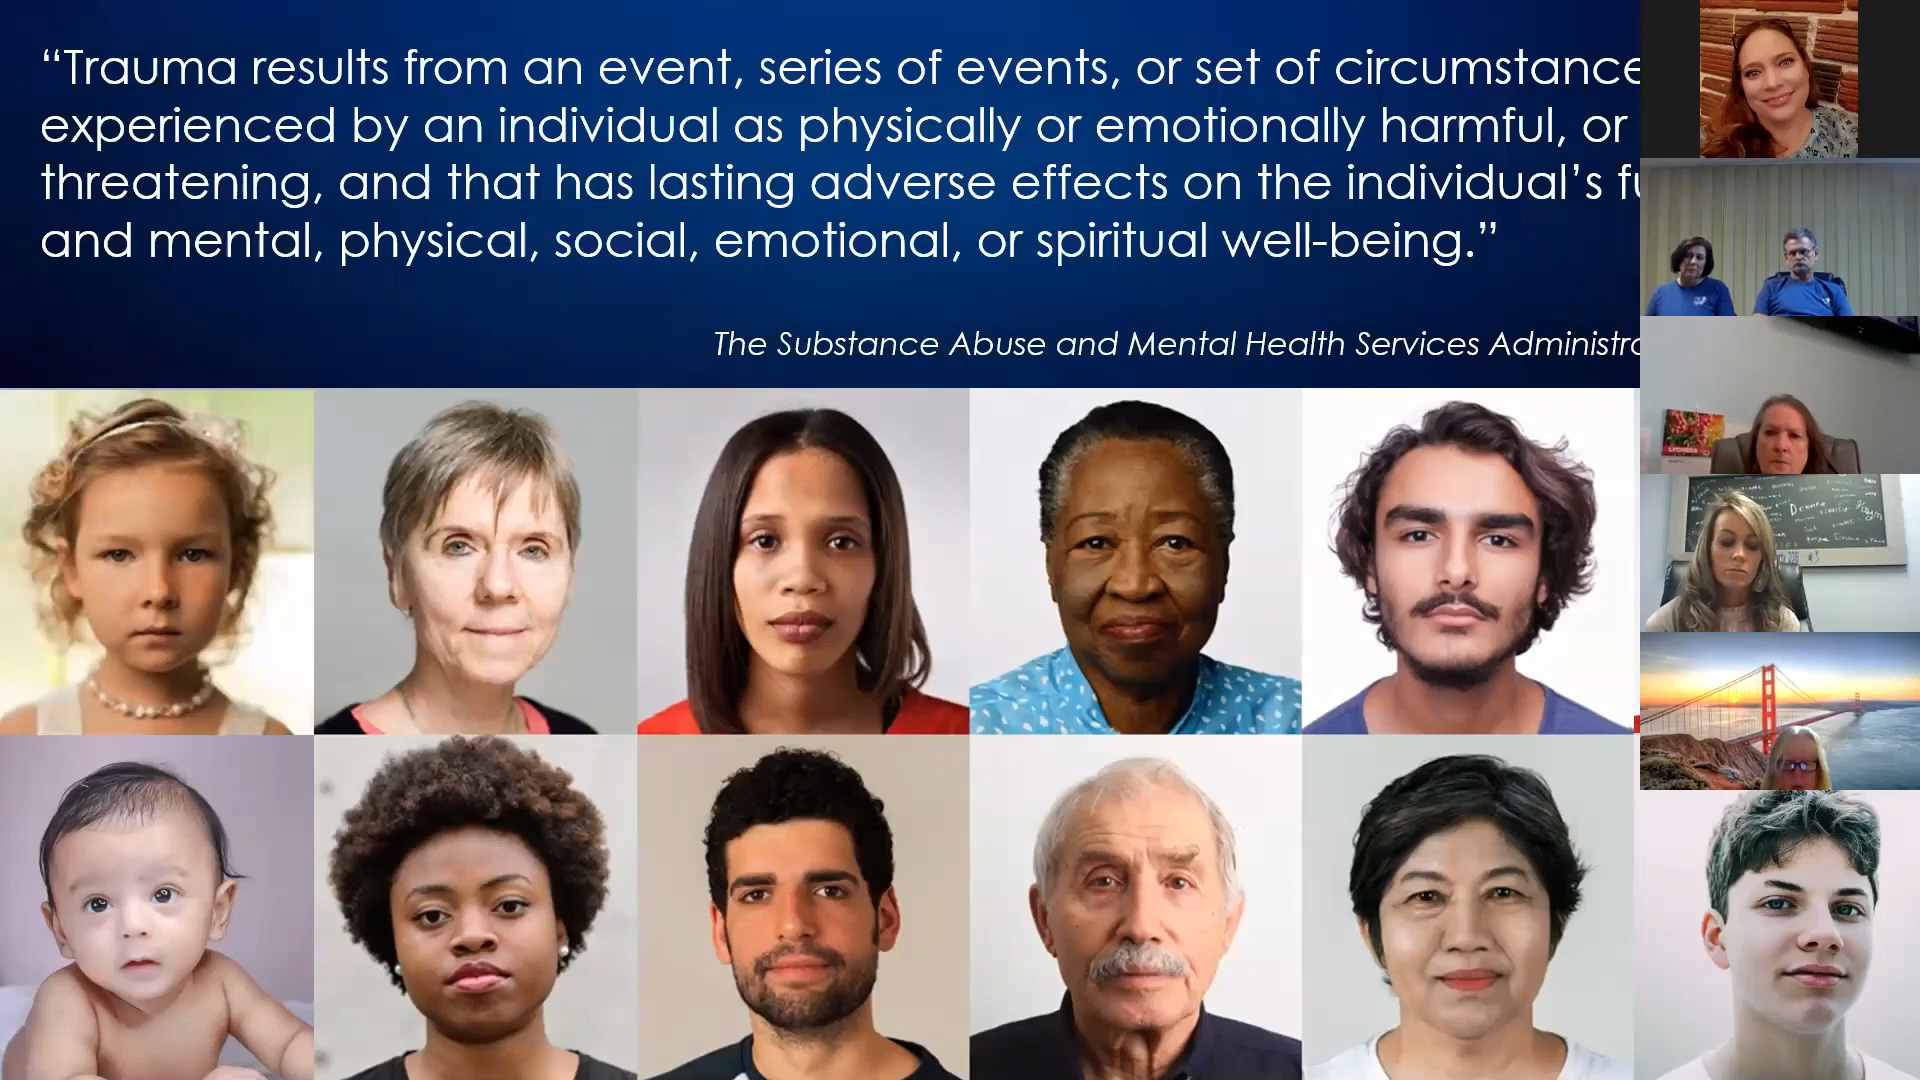 “Trauma results from an event, series of events, or set of circumstance
experienced by an individual as physically or emotionally harmful, or
threatening, and that has lasting adverse effects on the individual’s fu
and mental, physical, social, emotional, or spiritual well-being.”
The Substance Abuse and Mental Health Services Administra